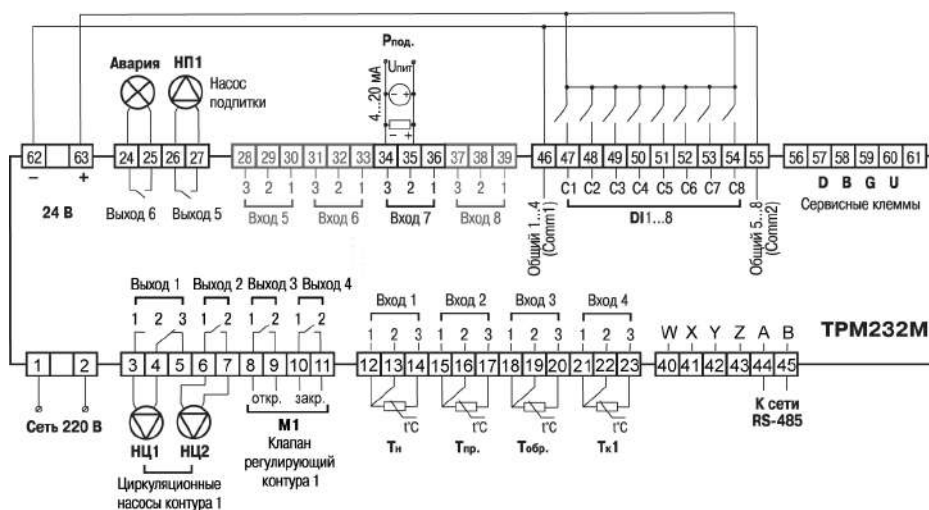 Pпод.
Uпит
4...20 мА
– +
– +
Авария НП1
Насос
подпитки
62 63 24 25 26 27 28 29 30 31 32 33 34 35 36 37 38 39 46 47 48 49 50 51 52 53 54 55 56 57 58 59 60 61
– +
24 В
Выход 6 Выход 5
3 2 1 3 2 1 3 2 1 3 2 1
Вход 5 Вход 6 Вход 7 Вход 8
C1 C2 C3 C4 C5 C6 C7 C8
DI1...8
Общий 1...4
(Comm1)
Общий 5...8
(Comm2)
D B G U
Сервисные клеммы
Выход 1 Выход 2 Выход 3 Выход 4
1 2 3 1 2 1 2 1 2
Вход 1 Вход 2 Вход 3 Вход 4
1 2 3 1 2 3 1 2 3 1 2 3
W X Y Z A B
ТРМ232М
1 2 3 4 5 6 7 8 9 10 11 12 13 14 15 16 17 18 19 20 21 22 23 40 41 42 43 44 45
Сеть 220 В
НЦ1 НЦ2
Циркуляционные
насосы контура 1
откр. закр.
М1
Клапан
регулирующий
контура 1
t°C t°C t°C t°C
Tн Tпр. Tобр. Tк1
К сети
RS-485